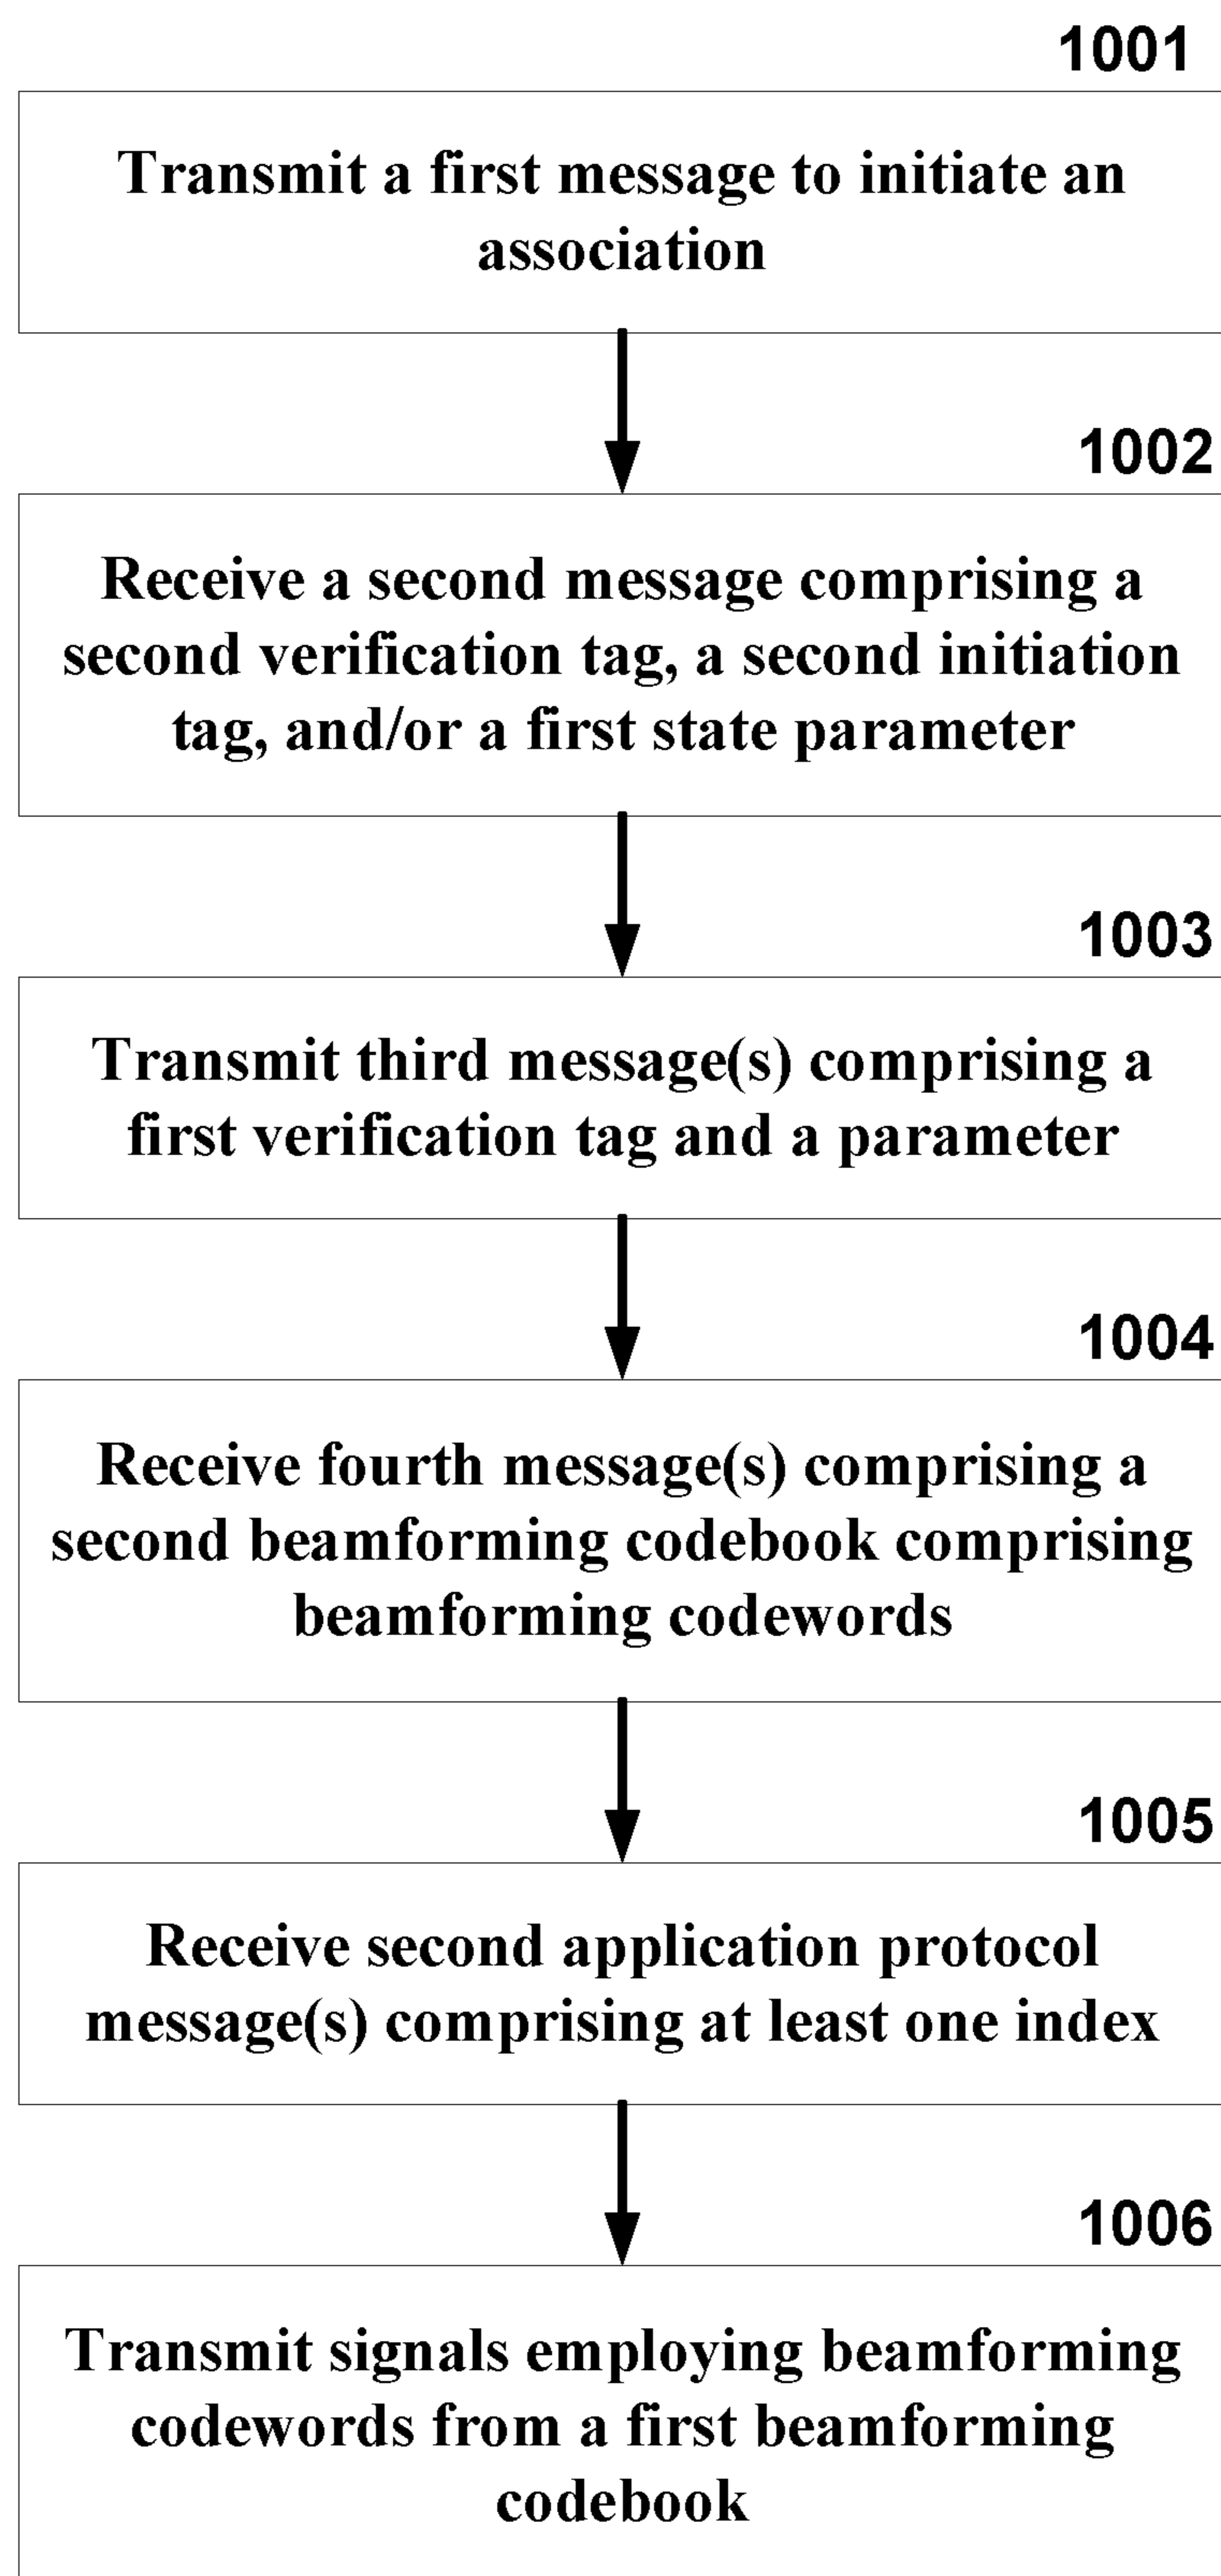 1001
Transmit a first message to initiate an
association
1002
Receive a second message comprising a
second verification tag, a second initiation
tag, and/or a first state parameter
1003
Transmit third message(s) comprising a
first verification tag and a parameter
1004
Receive fourth message(s) comprising a
second beamforming codebook comprising
beamforming codewords
1005
Receive second application protocol
message(s) comprising at least one index
1006
Transmit signals employing beamforming
codewords from a first beamforming
codebook